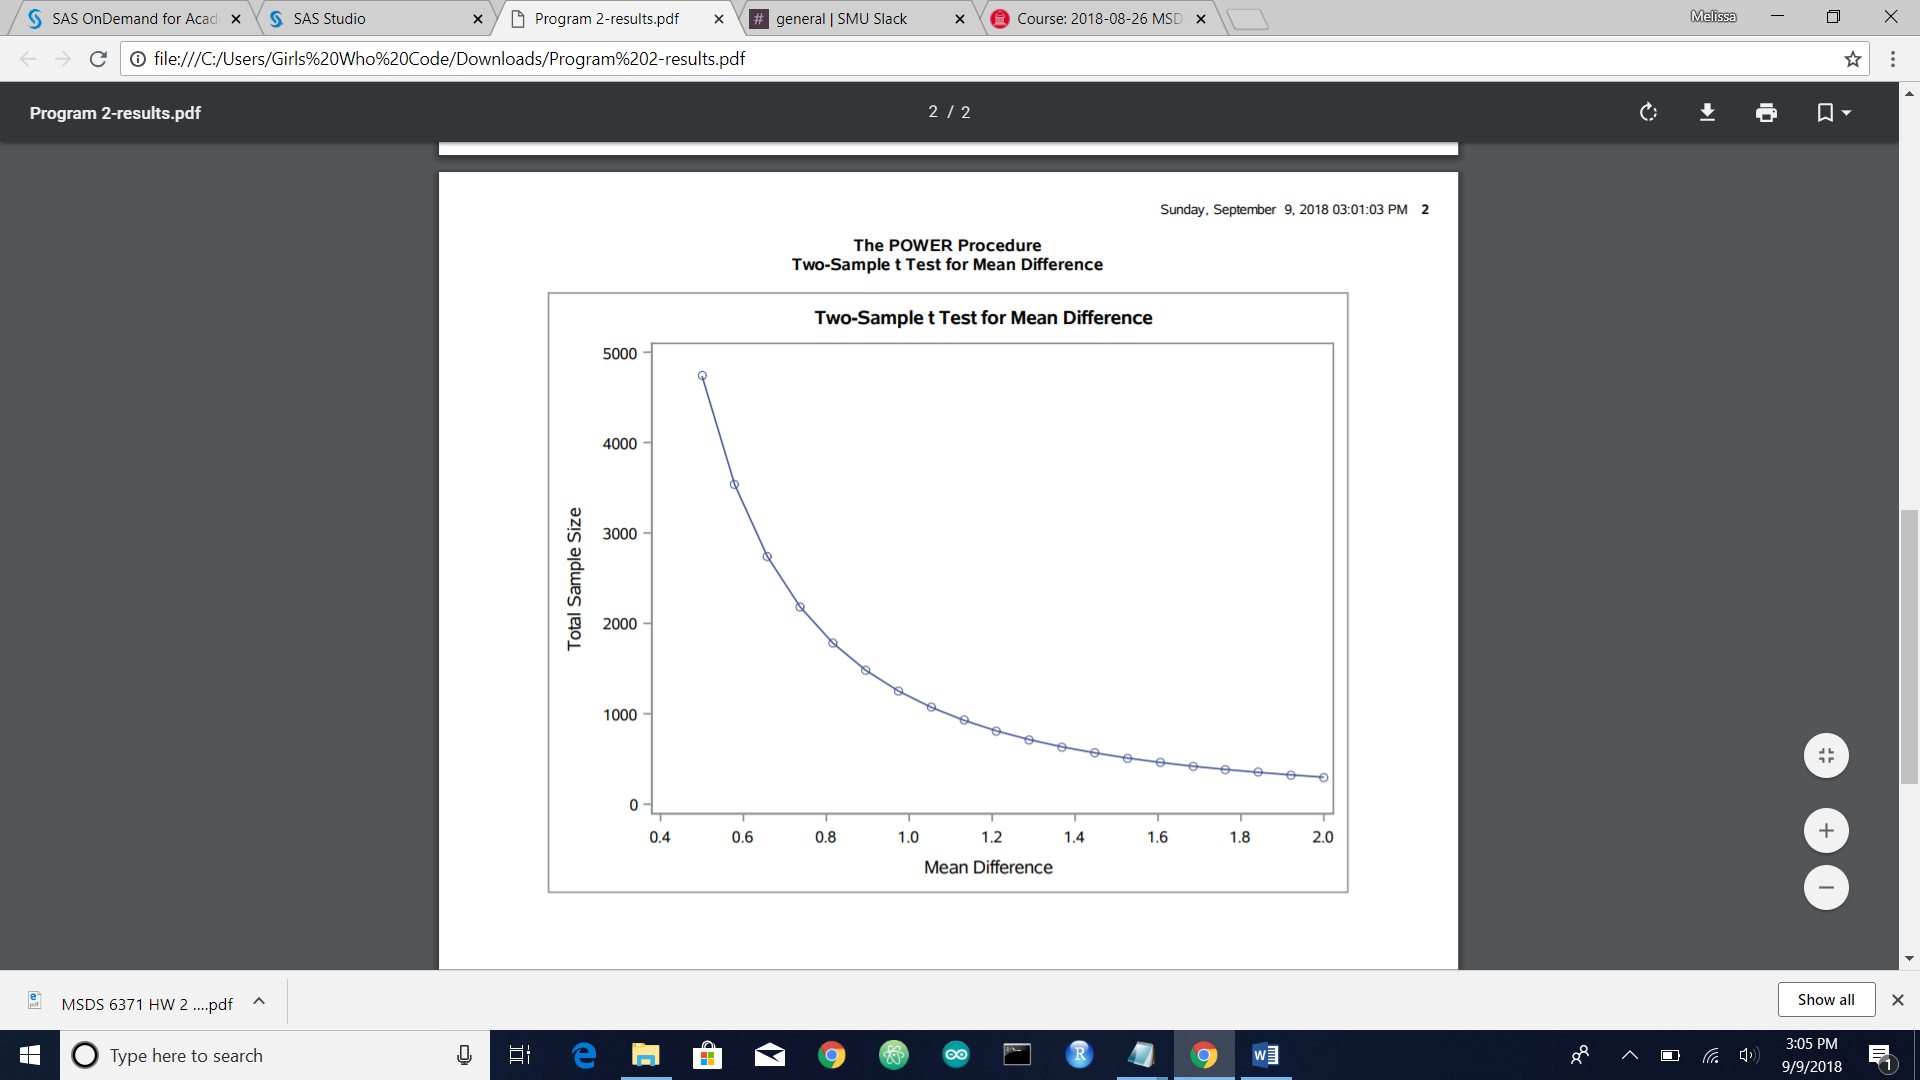 SAS OnDemand for Acad
SAS Studio
Program 2-results.pdf
# general | SMU Slack
Course: 2018-08-26 MSD
Melissa
file:///C:/Users/Girls%20Who%20Code/Downloads/Program%202-results.pdf
Program 2-results.pdf
2 / 2
Sunday, September 9, 2018 03:01:03 PM 2
The POWER Procedure
Two-Sample t Test for Mean Difference
Two-Sample t Test for Mean Difference
Total Sample Size
5000
4000
3000
2000
1000
0
0.4 0.6 0.8 1.0 1.2 1.4 1.6 1.8 2.0
Mean Difference
MSDS 6371 HW 2 ....pdf
Show all
Type here to search
R
3:05 PM
9/9/2018
1